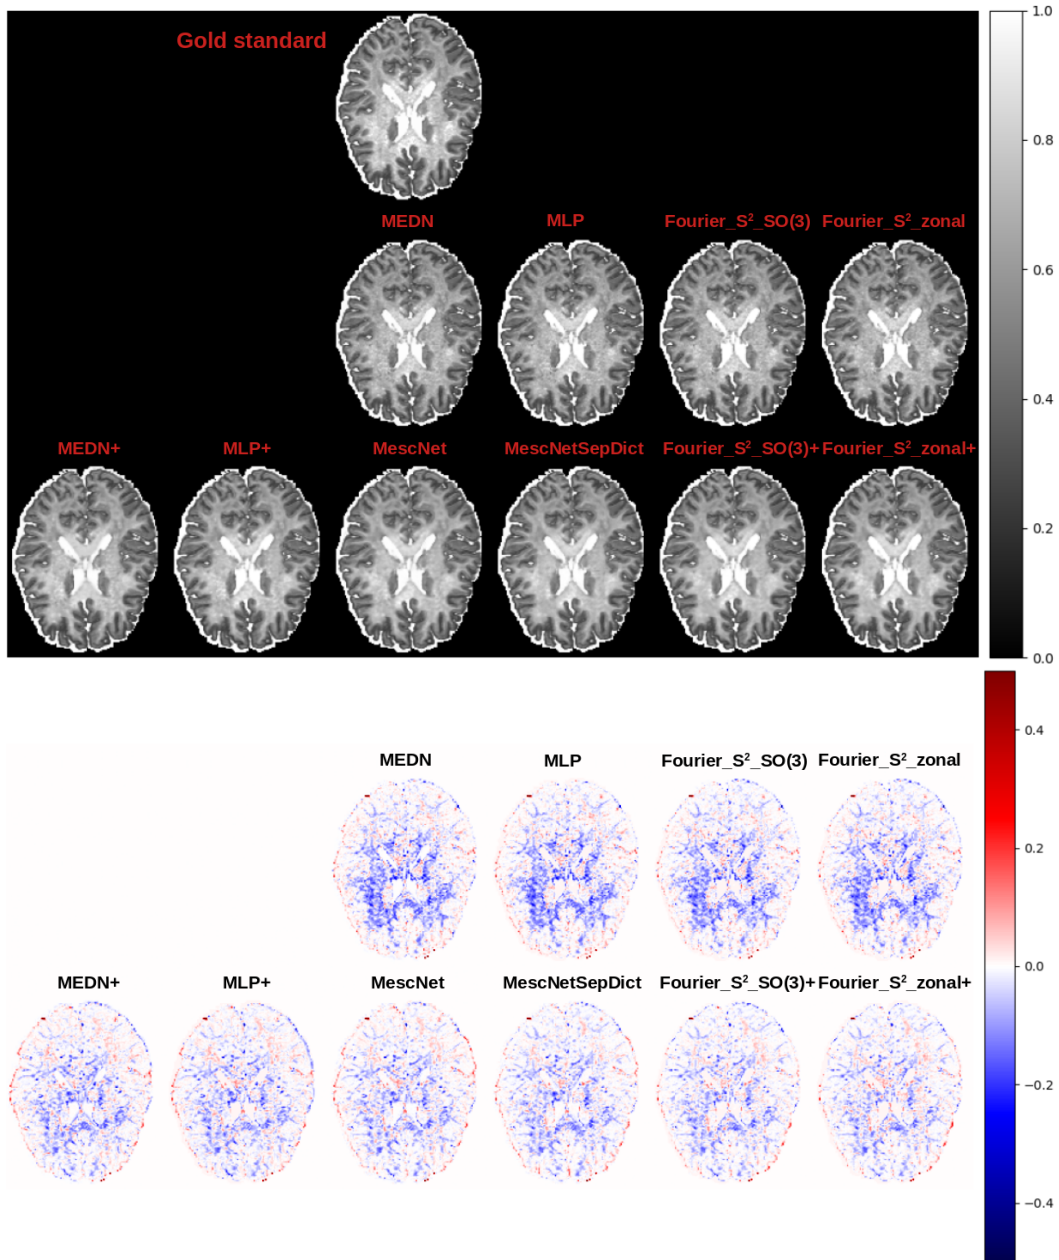 Gold standard
1.0
0.8
MEDN MLP Fourier_S²_SO(3) Fourier_S²_zonal
0.6
0.4
MEDN+ MLP+ MescNet MescNetSepDict Fourier_S²_SO(3)+ Fourier_S²_zonal+
0.2
0.0
0.4
MEDN MLP Fourier_S²_SO(3) Fourier_S²_zonal
0.2
0.0
MEDN+ MLP+ MescNet MescNetSepDict Fourier_S²_SO(3)+ Fourier_S²_zonal+
−0.2
−0.4